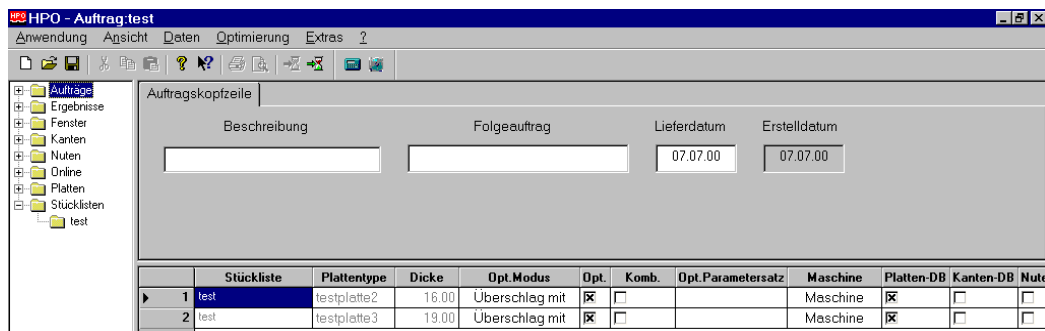 HPO - Auftrag:test
Anwendung Ansicht Daten Optimierung Extras ?
Aufträge
Ergebnisse
Fenster
Kanten
Nuten
Online
Platten
Stücklisten
test
Auftragskopfzeile
Beschreibung Folgeauftrag Lieferdatum Erstelldatum
07.07.00 07.07.00
Stückliste Plattentype Dicke Opt.Modus Opt. Komb. Opt.Parametersatz Maschine Platten-DB Kanten-DB Nute
1 test testplatte2 16.00 Überschlag mit Maschine
2 test testplatte3 19.00 Überschlag mit Maschine